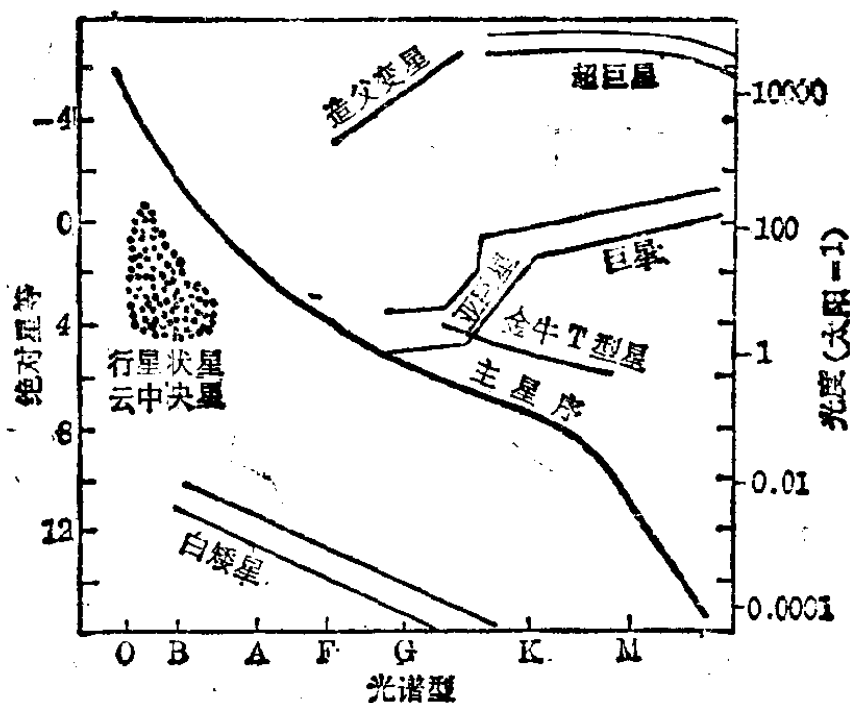 造父变星
超巨星
10000
-4
0
100
亚巨星
巨星
金牛T型星
4
1
行星状星
云中央星
主星序
8
0.01
12
白矮星
0.0001
绝对星等
光度(太阳=1)
O B A F G K M
光谱型